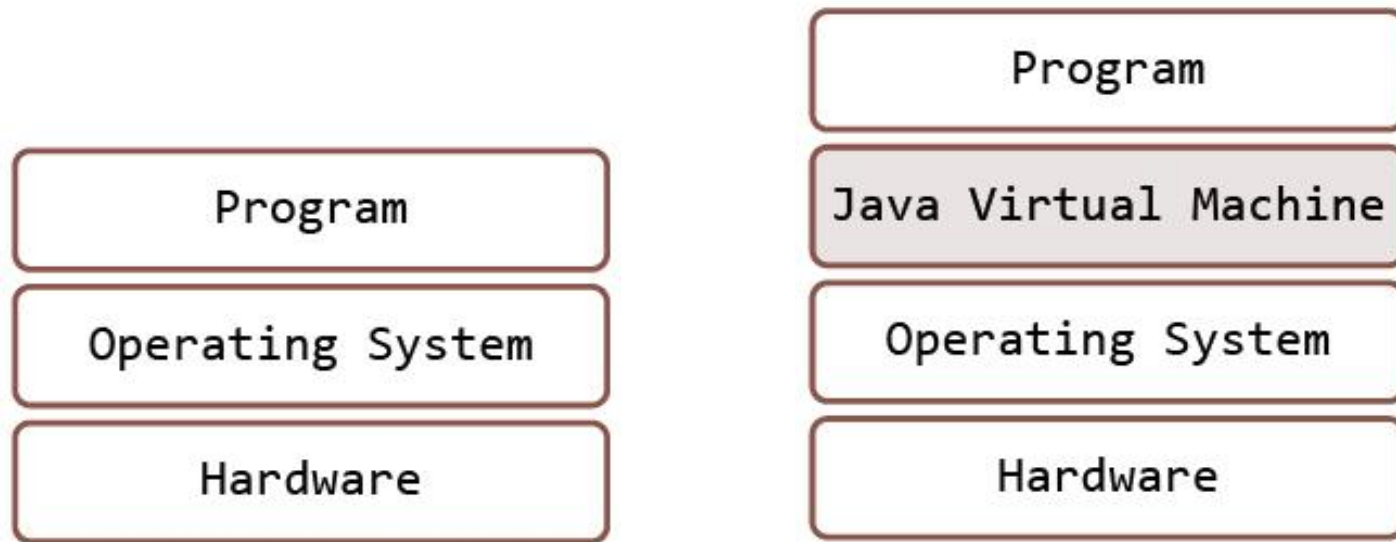 Program
Operating System
Hardware
Program
Java Virtual Machine
Operating System
Hardware